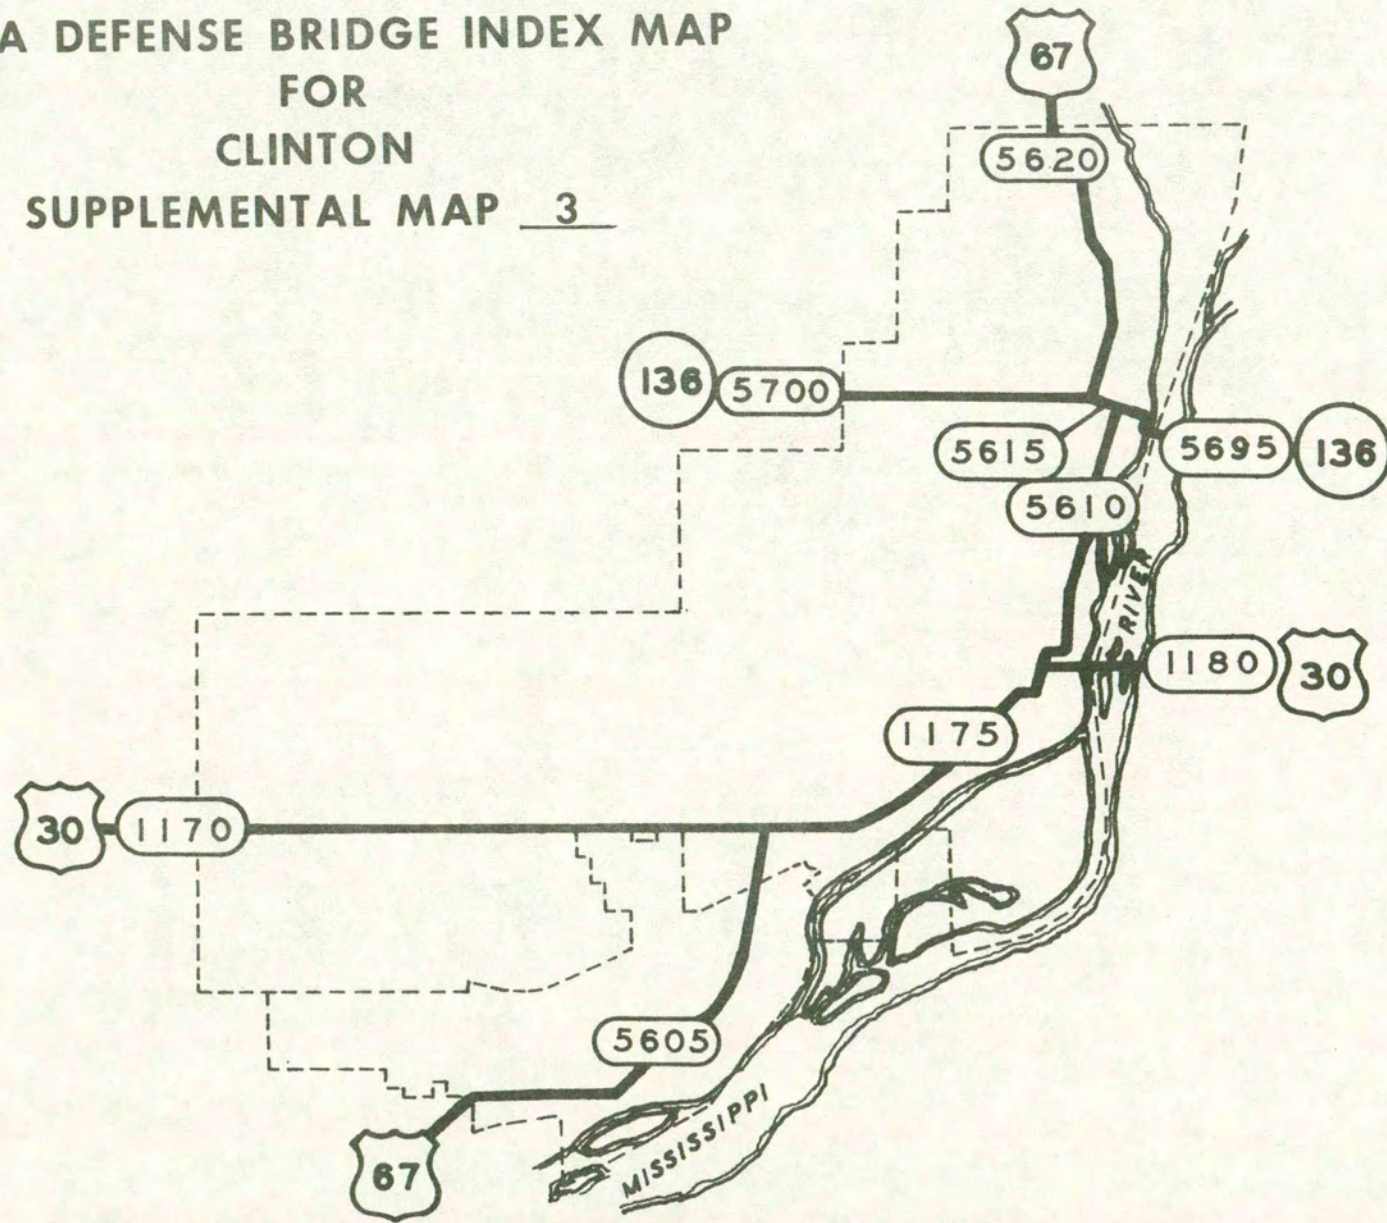 A DEFENSE BRIDGE INDEX MAP
FOR
CLINTON
SUPPLEMENTAL MAP 3
67
5620
136 5700
5615
5695 136
5610
RIVER
1180 30
1175
30 1170
5605
MISSISSIPPI
67